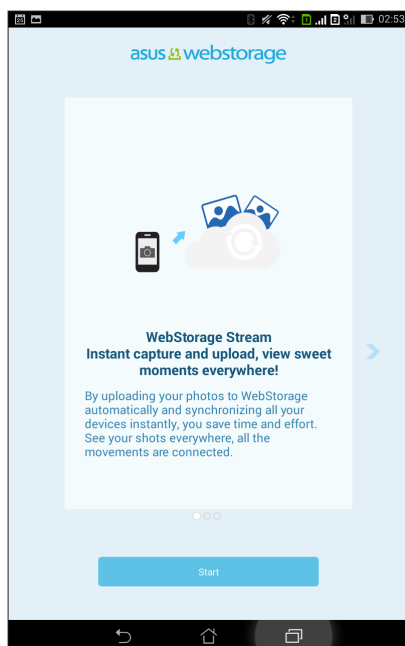 02:53
asus webstorage
WebStorage Stream
Instant capture and upload, view sweet
moments everywhere!
By uploading your photos to WebStorage
automatically and synchronizing all your
devices instantly, you save time and effort.
See your shots everywhere, all the
movements are connected.
Start